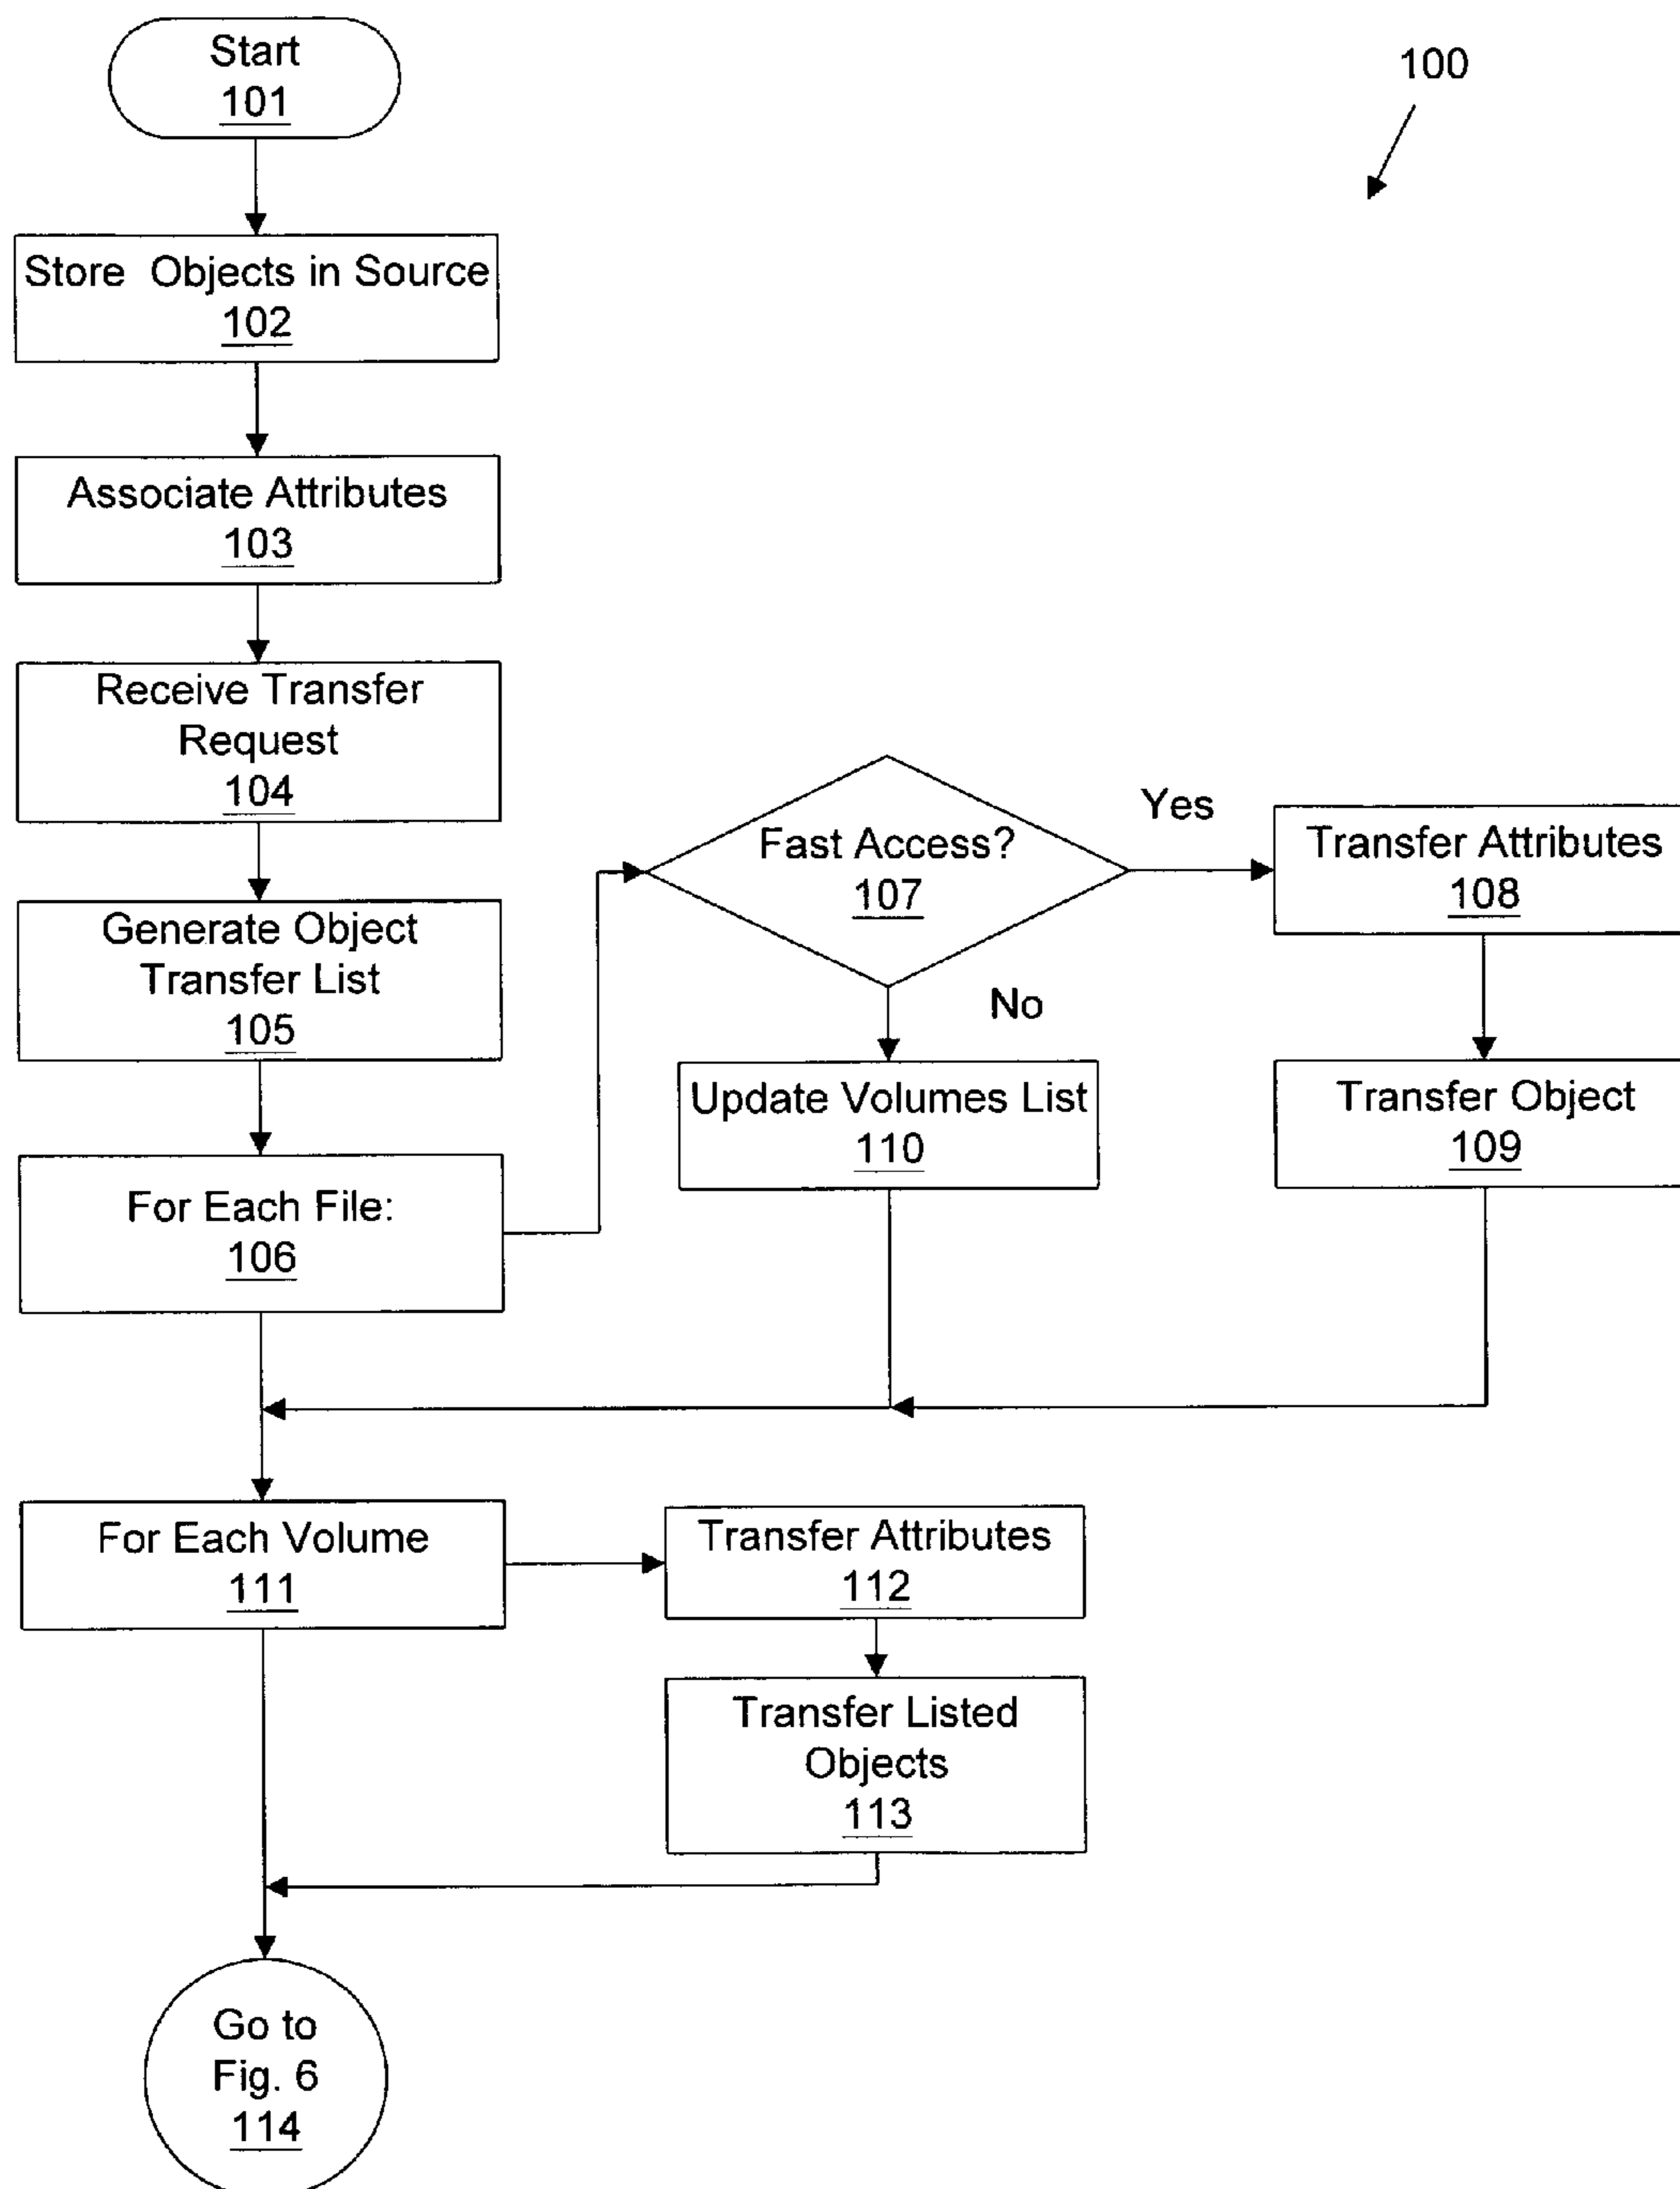 Start
101
100
Store Objects in Source
102
Associate Attributes
103
Receive Transfer
Request
104
Generate Object
Transfer List
105
For Each File:
106
Fast Access?
107
Yes
No
Transfer Attributes
108
Transfer Object
109
Update Volumes List
110
For Each Volume
111
Transfer Attributes
112
Transfer Listed
Objects
113
Go to
Fig. 6
114